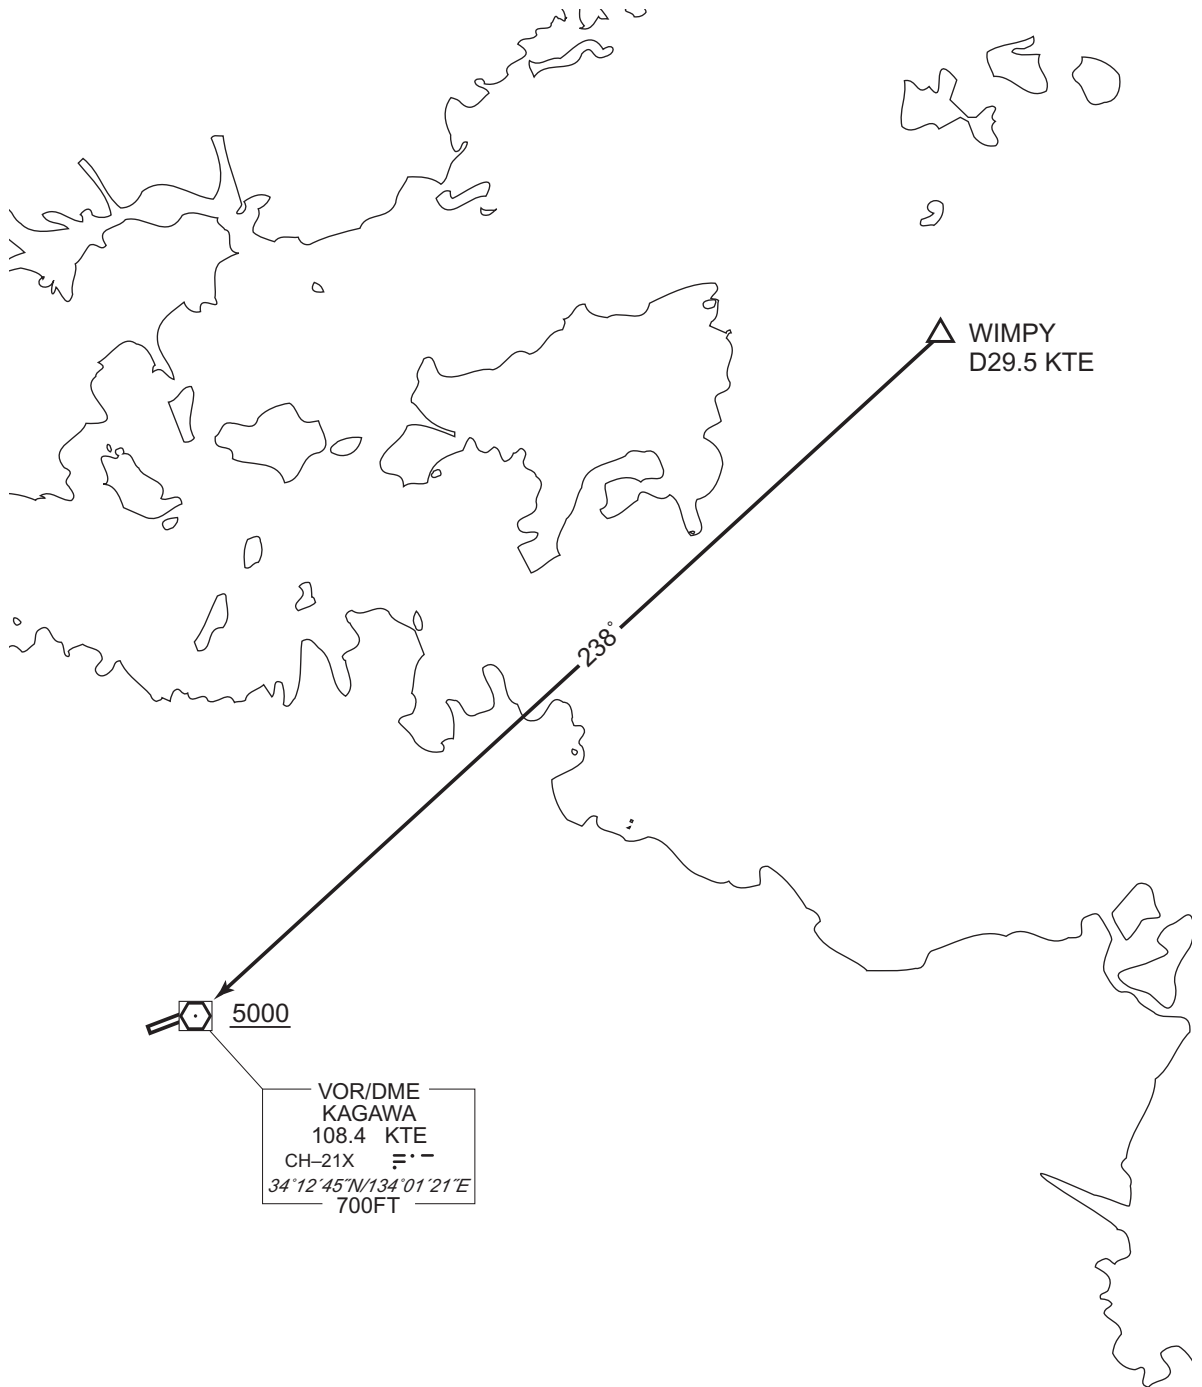 WIMPY
D29.5 KTE
238°
5000
VOR/DME
KAGAWA
108.4 KTE
CH–21X
34°12´45˝N/134°01´21˝E
700FT